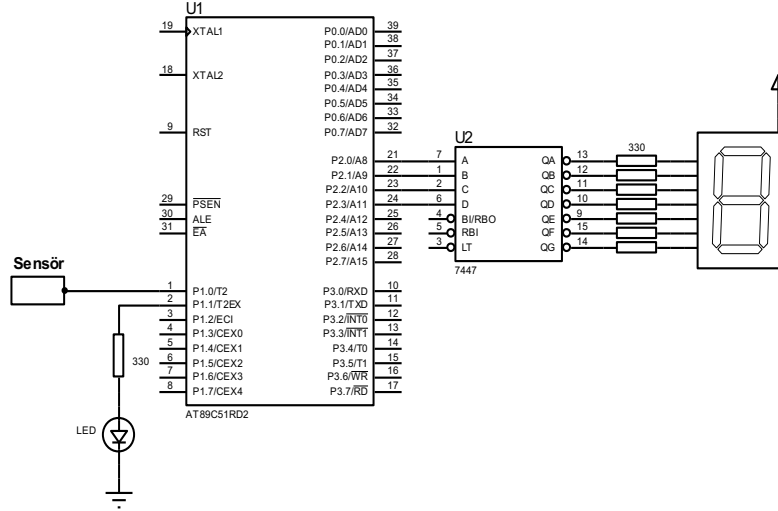 U1
19 XTAL1 P0.0/AD0 39
P0.1/AD1 38
P0.2/AD2 37
18 XTAL2 P0.3/AD3 36
P0.4/AD4 35
P0.5/AD5 34
P0.6/AD6 33
9 RST P0.7/AD7 32
P2.0/A8 21
P2.1/A9 22
P2.2/A10 23
29 PSEN P2.3/A11 24
30 ALE P2.4/A12 25
31 EA P2.5/A13 26
P2.6/A14 27
P2.7/A15 28
1 P1.0/T2 P3.0/RXD 10
2 P1.1/T2EX P3.1/TXD 11
3 P1.2/ECI P3.2/INT0 12
4 P1.3/CEX0 P3.3/INT1 13
5 P1.4/CEX1 P3.4/T0 14
6 P1.5/CEX2 P3.5/T1 15
7 P1.6/CEX3 P3.6/WR 16
8 P1.7/CEX4 P3.7/RD 17
AT89C51RD2
U2
7 A QA 13
1 B QB 12
2 C QC 11
6 D QD 10
4 BI/RBO QE 9
5 RBI QF 15
3 LT QG 14
7447
330
Sensör
330
LED